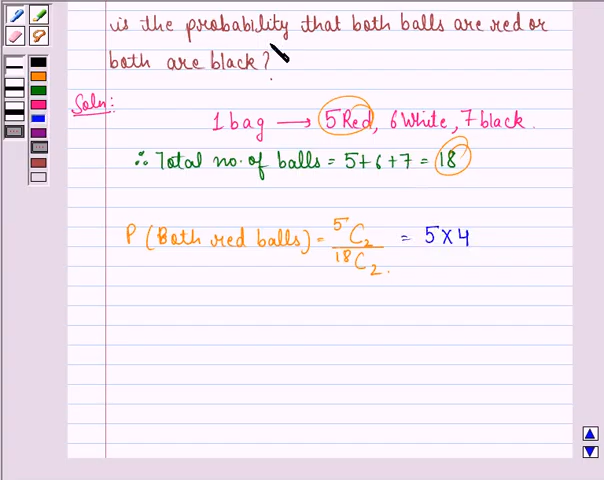 is the probability that both balls are red or
both are black?
Soln:
1 bag → 5 Red, 6 White, 7 black.
∴ Total no. of balls = 5+6+7 = 18
P (Both red balls) = ⁵C₂ / ¹⁸C₂. = 5×4